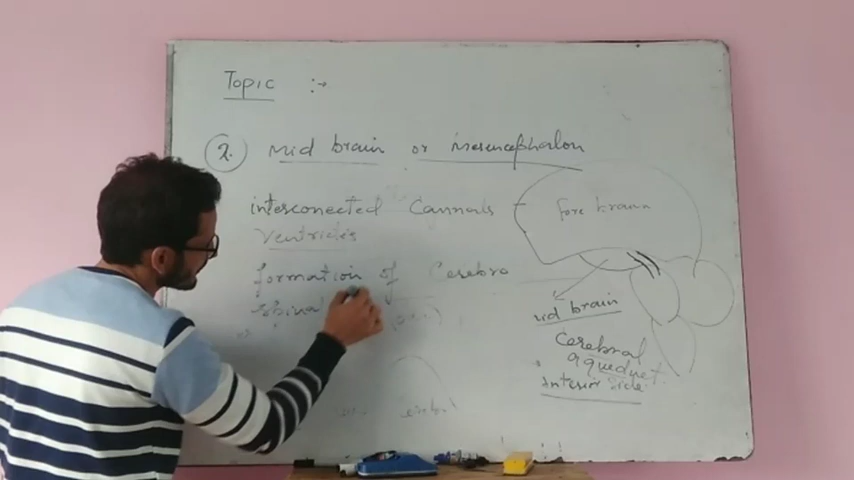 Topic :→
2. Mid brain or mesencephalon
interconected Cannals
Ventricles
formation of Cerebro
Spinal
fore brain
Mid brain
Cerebral
aqueduct
Interior side